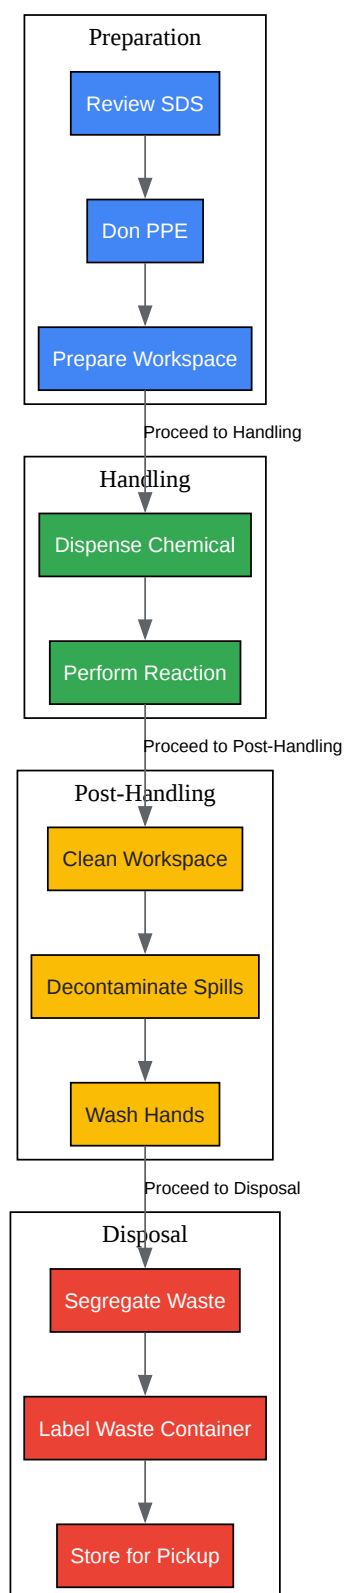 Preparation
Review SDS
Don PPE
Prepare Workspace
Proceed to Handling
Handling
Dispense Chemical
Perform Reaction
Proceed to Post-Handling
Post-Handling
Clean Workspace
Decontaminate Spills
Wash Hands
Proceed to Disposal
Disposal
Segregate Waste
Label Waste Container
Store for Pickup